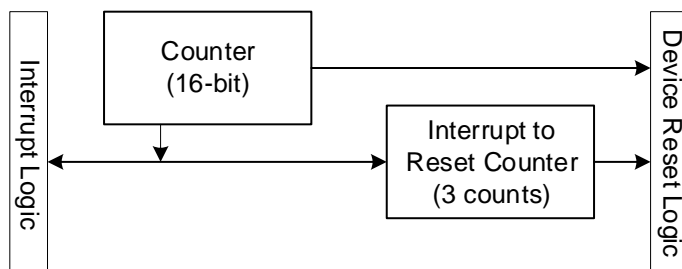 Interrupt Logic
Counter
(16-bit)
Interrupt to
Reset Counter
(3 counts)
Device Reset Logic